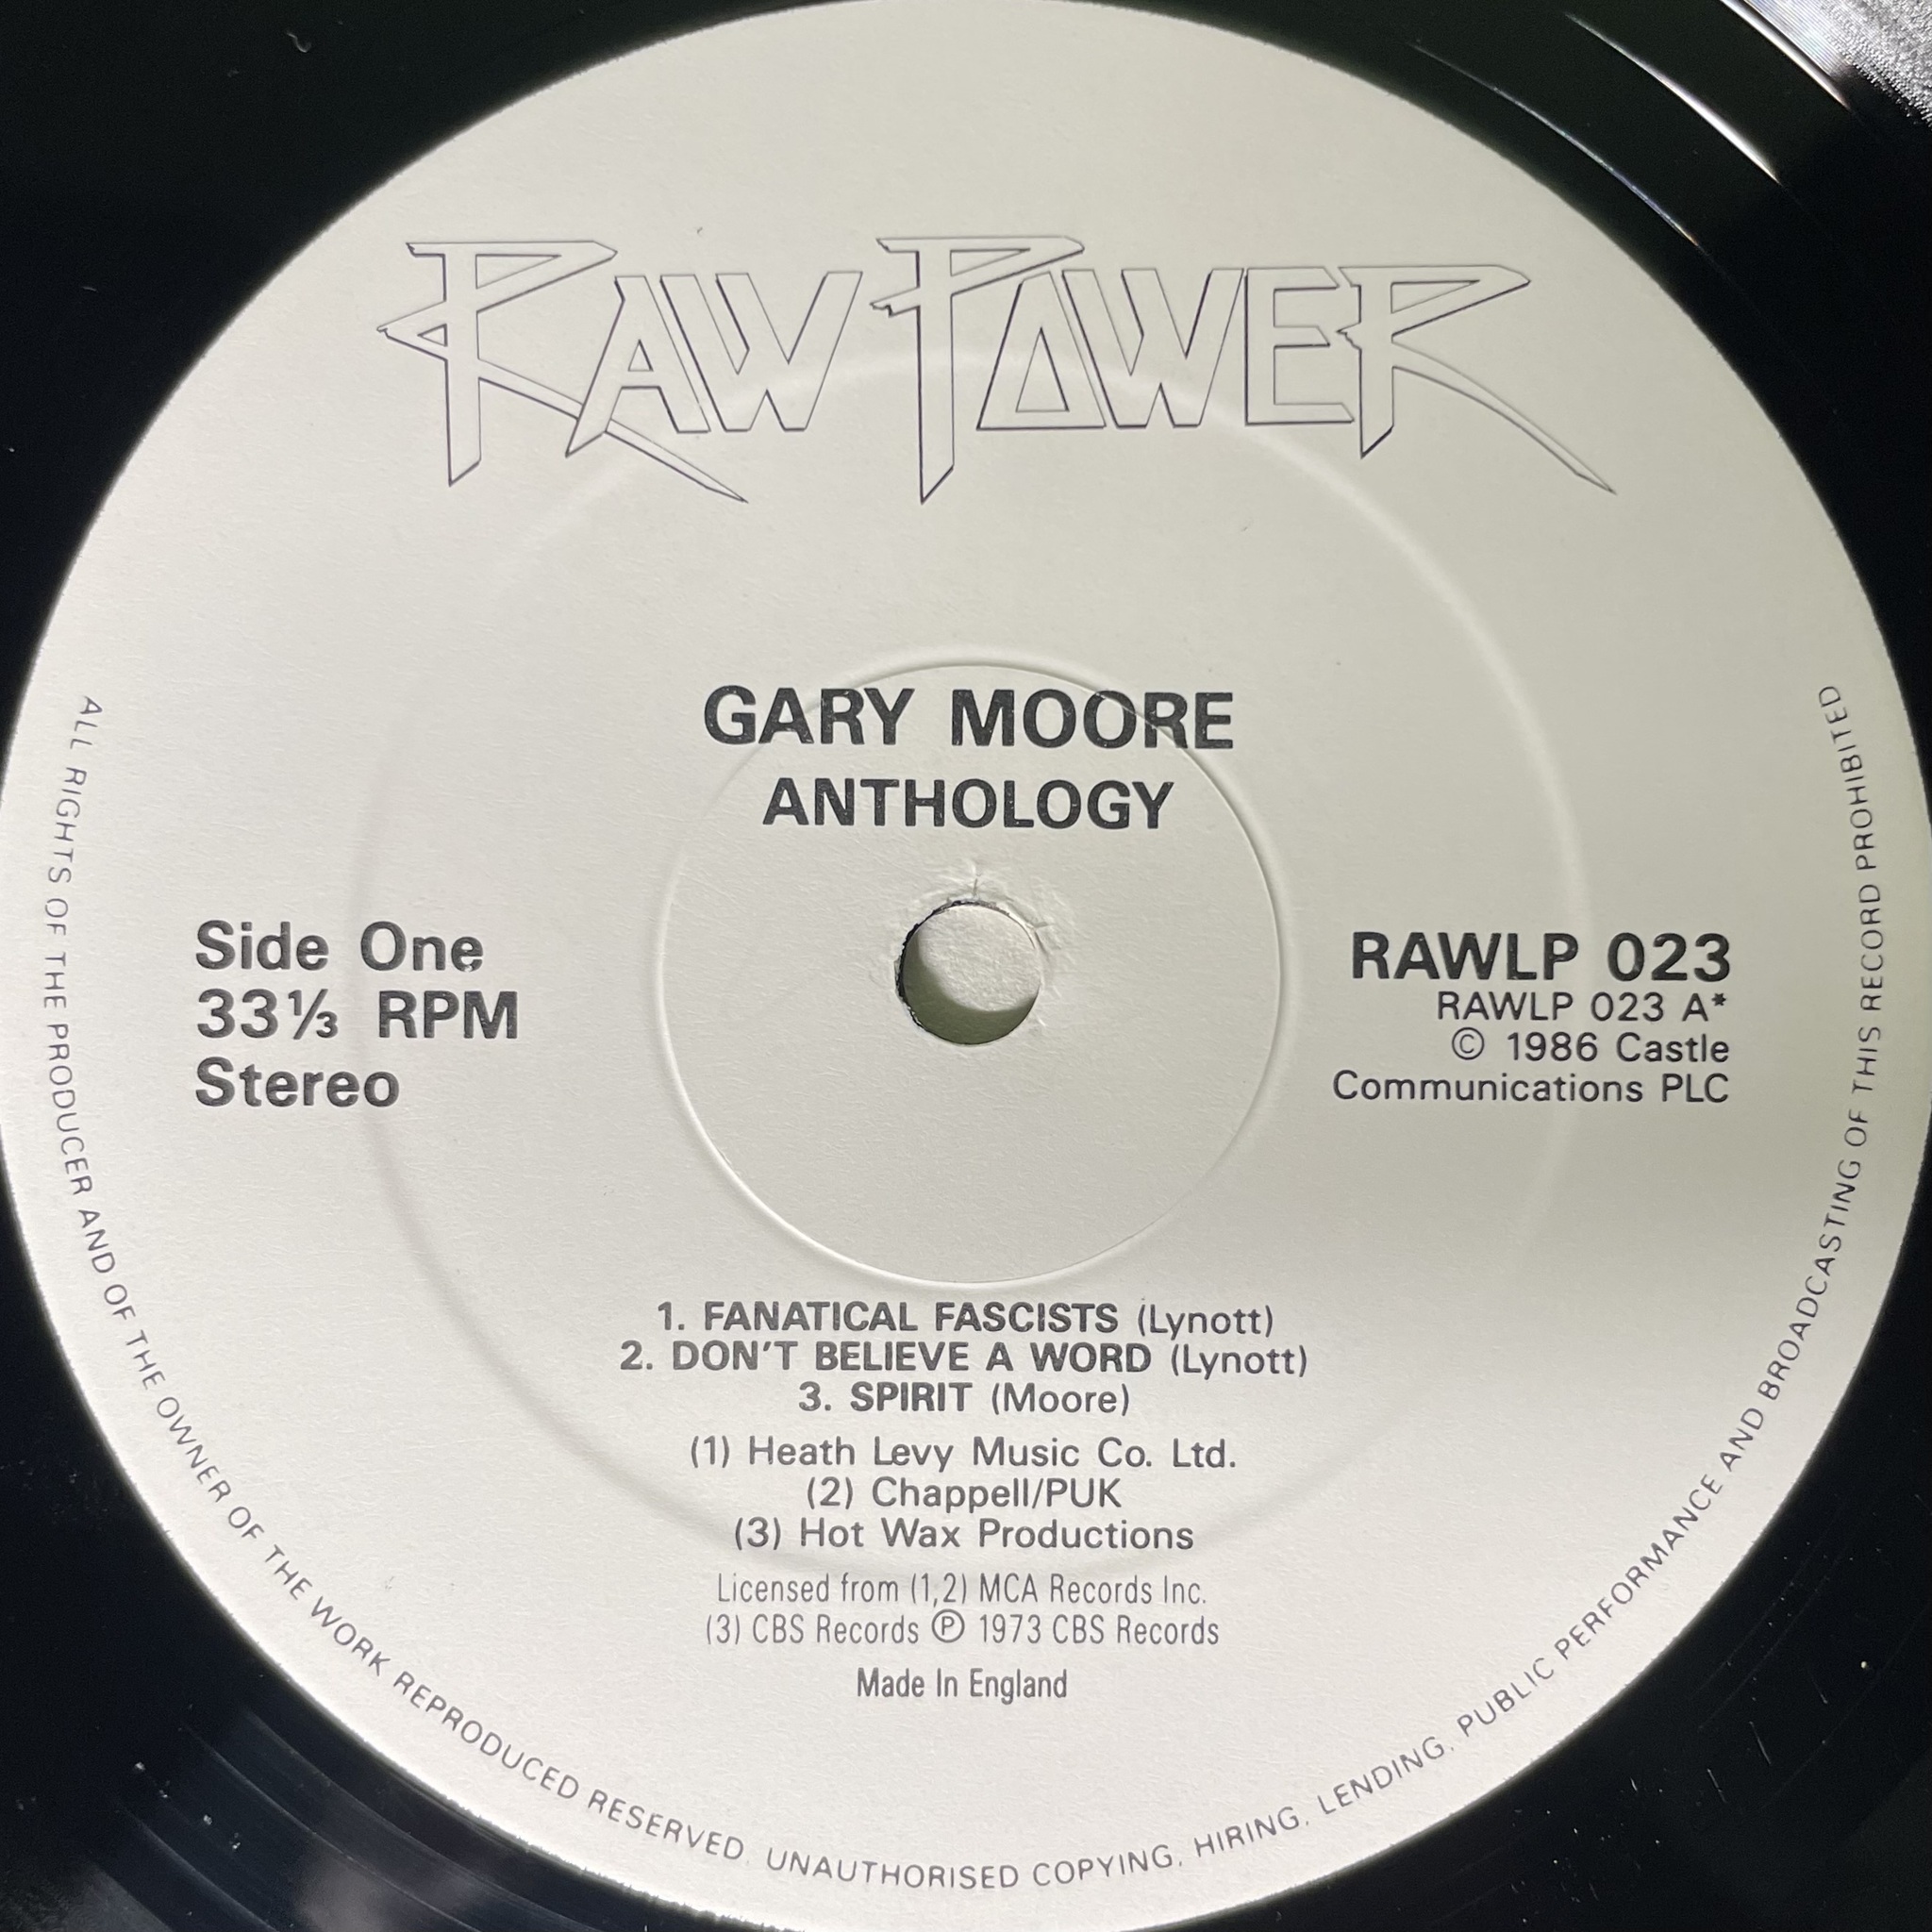 RAW POWER
GARY MOORE
ANTHOLOGY
Side One
33⅓ RPM
Stereo
RAWLP 023
RAWLP 023 A*
© 1986 Castle
Communications PLC
1. FANATICAL FASCISTS (Lynott)
2. DON'T BELIEVE A WORD (Lynott)
3. SPIRIT (Moore)
(1) Heath Levy Music Co. Ltd.
(2) Chappell/PUK
(3) Hot Wax Productions
Licensed from (1,2) MCA Records Inc.
(3) CBS Records ℗ 1973 CBS Records
Made In England
ALL RIGHTS OF THE PRODUCER AND OF THE OWNER OF THE WORK REPRODUCED RESERVED. UNAUTHORISED COPYING, HIRING, LENDING, PUBLIC PERFORMANCE AND BROADCASTING OF THIS RECORD PROHIBITED